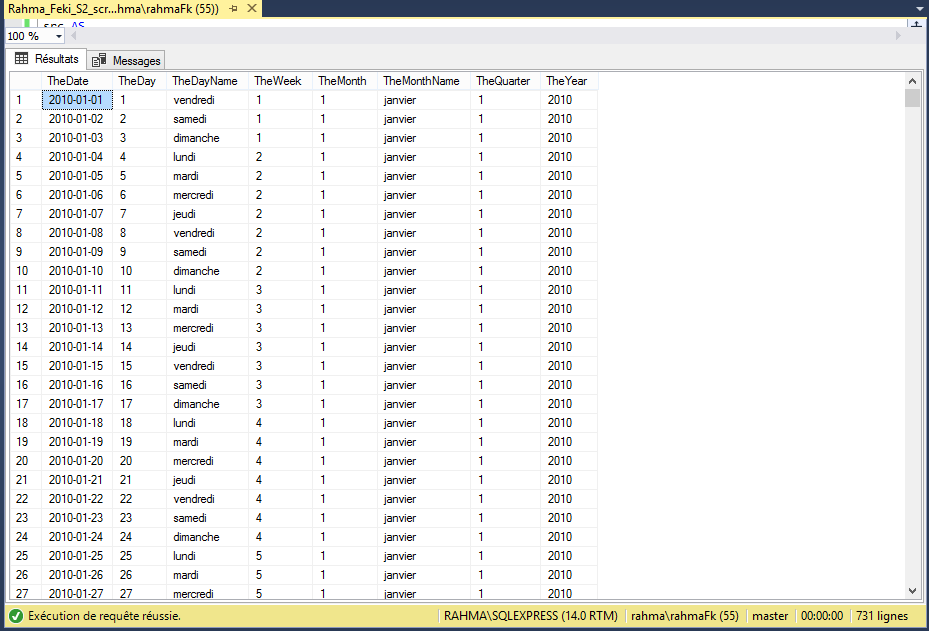 Rahma_Feki_S2_scr...hma\rahmaFk (55))
src AS
100 %
Résultats Messages
TheDate TheDay TheDayName TheWeek TheMonth TheMonthName TheQuarter TheYear
1 2010-01-01 1 vendredi 1 1 janvier 1 2010
2 2010-01-02 2 samedi 1 1 janvier 1 2010
3 2010-01-03 3 dimanche 1 1 janvier 1 2010
4 2010-01-04 4 lundi 2 1 janvier 1 2010
5 2010-01-05 5 mardi 2 1 janvier 1 2010
6 2010-01-06 6 mercredi 2 1 janvier 1 2010
7 2010-01-07 7 jeudi 2 1 janvier 1 2010
8 2010-01-08 8 vendredi 2 1 janvier 1 2010
9 2010-01-09 9 samedi 2 1 janvier 1 2010
10 2010-01-10 10 dimanche 2 1 janvier 1 2010
11 2010-01-11 11 lundi 3 1 janvier 1 2010
12 2010-01-12 12 mardi 3 1 janvier 1 2010
13 2010-01-13 13 mercredi 3 1 janvier 1 2010
14 2010-01-14 14 jeudi 3 1 janvier 1 2010
15 2010-01-15 15 vendredi 3 1 janvier 1 2010
16 2010-01-16 16 samedi 3 1 janvier 1 2010
17 2010-01-17 17 dimanche 3 1 janvier 1 2010
18 2010-01-18 18 lundi 4 1 janvier 1 2010
19 2010-01-19 19 mardi 4 1 janvier 1 2010
20 2010-01-20 20 mercredi 4 1 janvier 1 2010
21 2010-01-21 21 jeudi 4 1 janvier 1 2010
22 2010-01-22 22 vendredi 4 1 janvier 1 2010
23 2010-01-23 23 samedi 4 1 janvier 1 2010
24 2010-01-24 24 dimanche 4 1 janvier 1 2010
25 2010-01-25 25 lundi 5 1 janvier 1 2010
26 2010-01-26 26 mardi 5 1 janvier 1 2010
27 2010-01-27 27 mercredi 5 1 janvier 1 2010
Exécution de requête réussie. RAHMA\SQLEXPRESS (14.0 RTM) rahma\rahmaFk (55) master 00:00:00 731 lignes